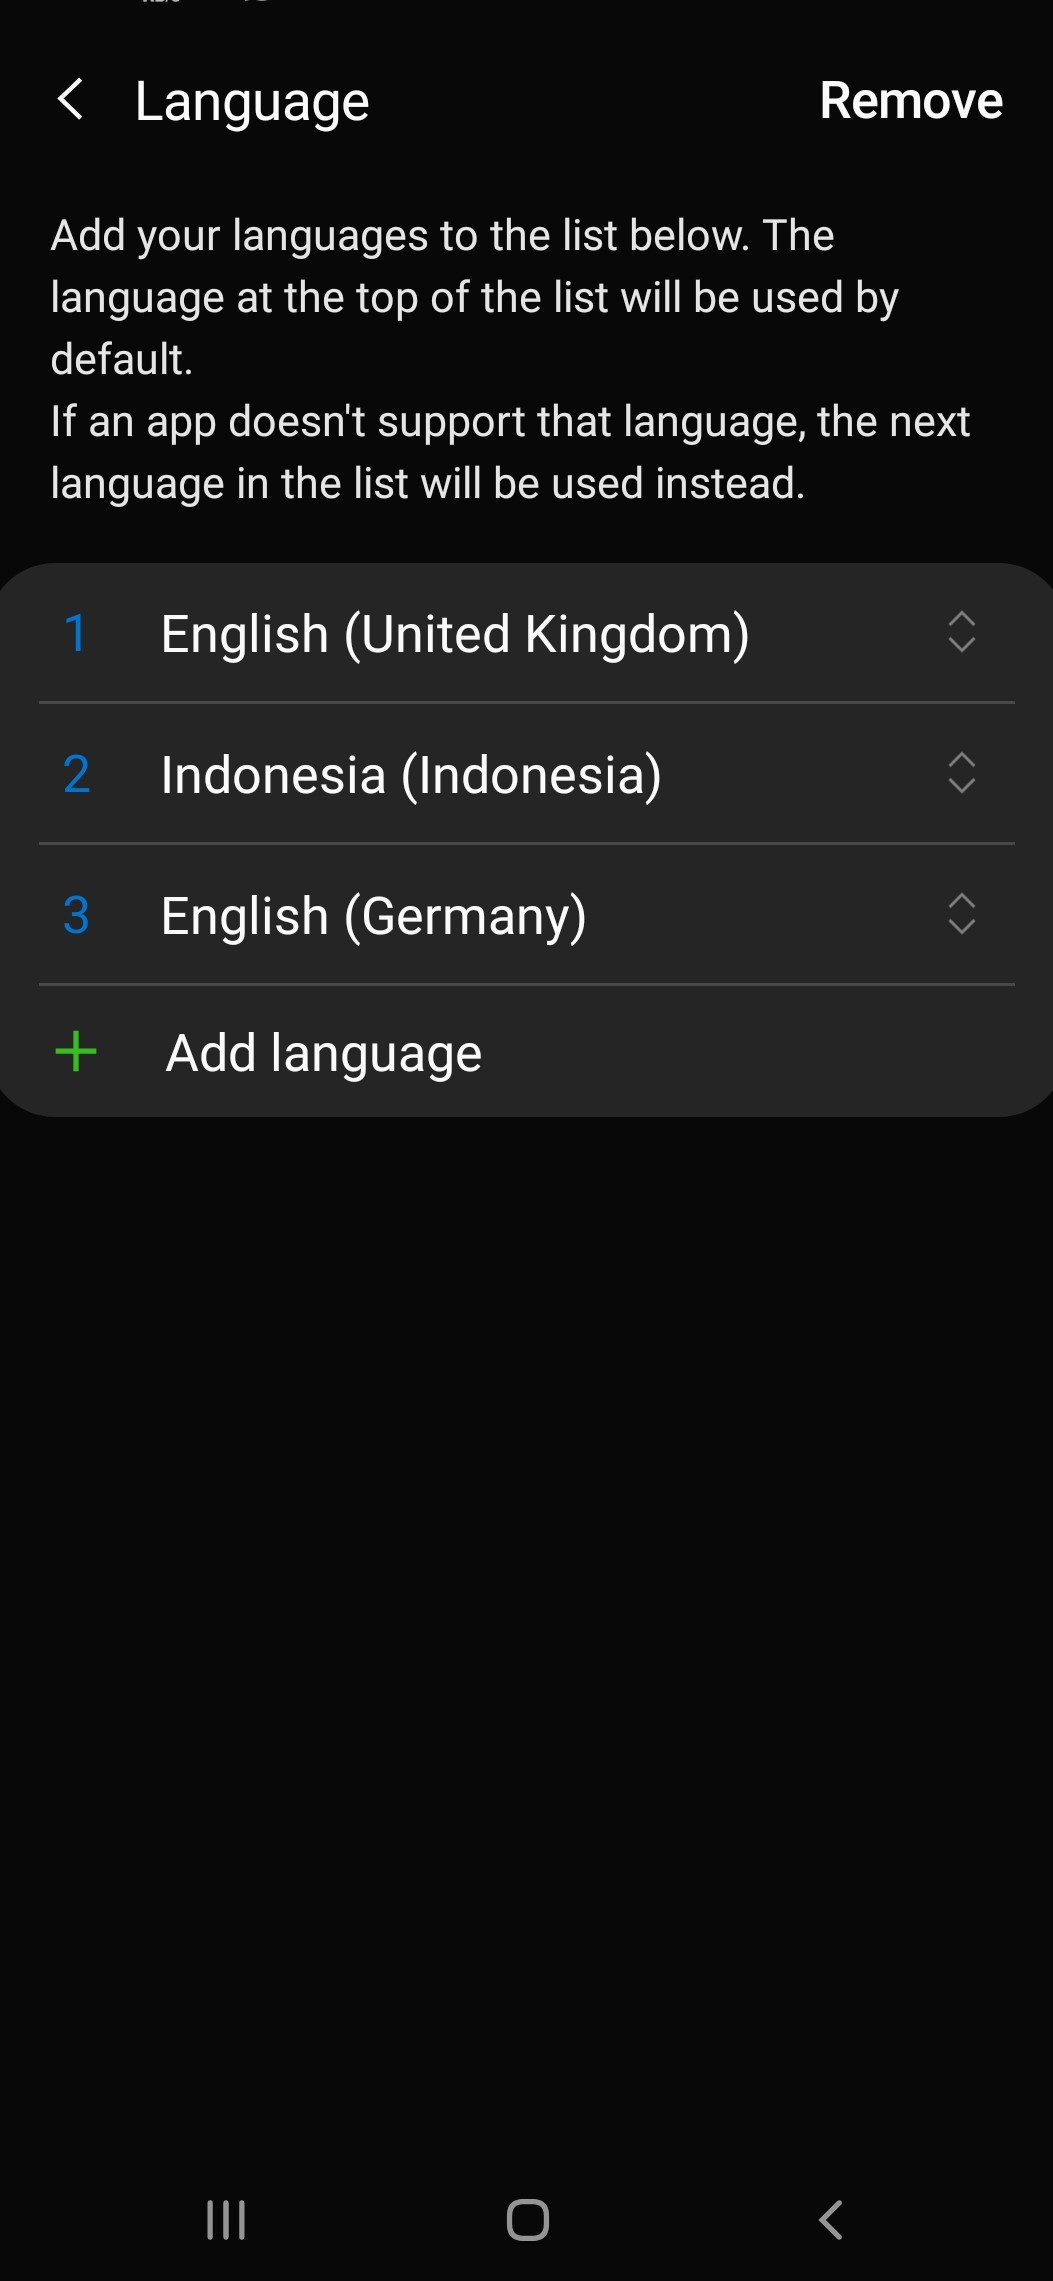 Language
Remove
Add your languages to the list below. The
language at the top of the list will be used by
default.
If an app doesn't support that language, the next
language in the list will be used instead.
1 English (United Kingdom)
2 Indonesia (Indonesia)
3 English (Germany)
+ Add language